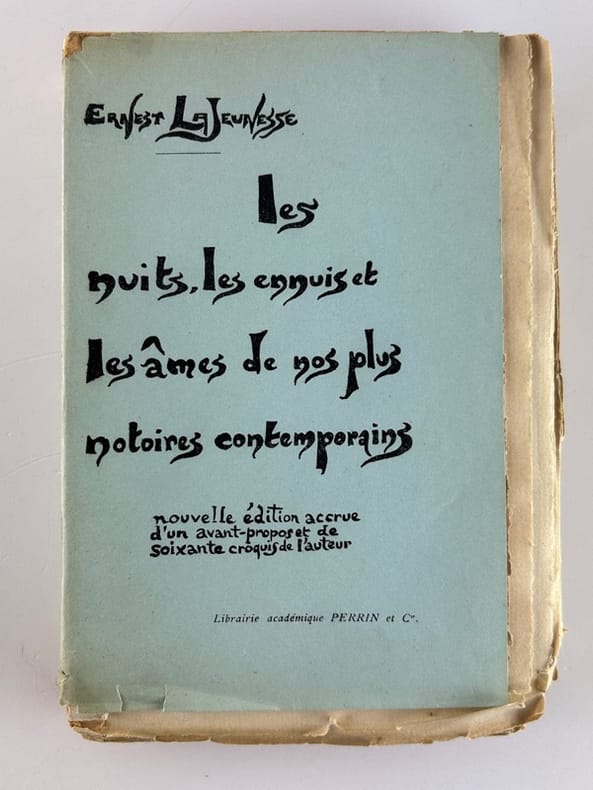 ERNEST LA JEUNESSE
les
nuits, les ennuis et
les âmes de nos plus
notoires contemporains
nouvelle édition accrue
d'un avant-propos et de
soixante croquis de l'auteur
Librairie académique PERRIN et Cie.